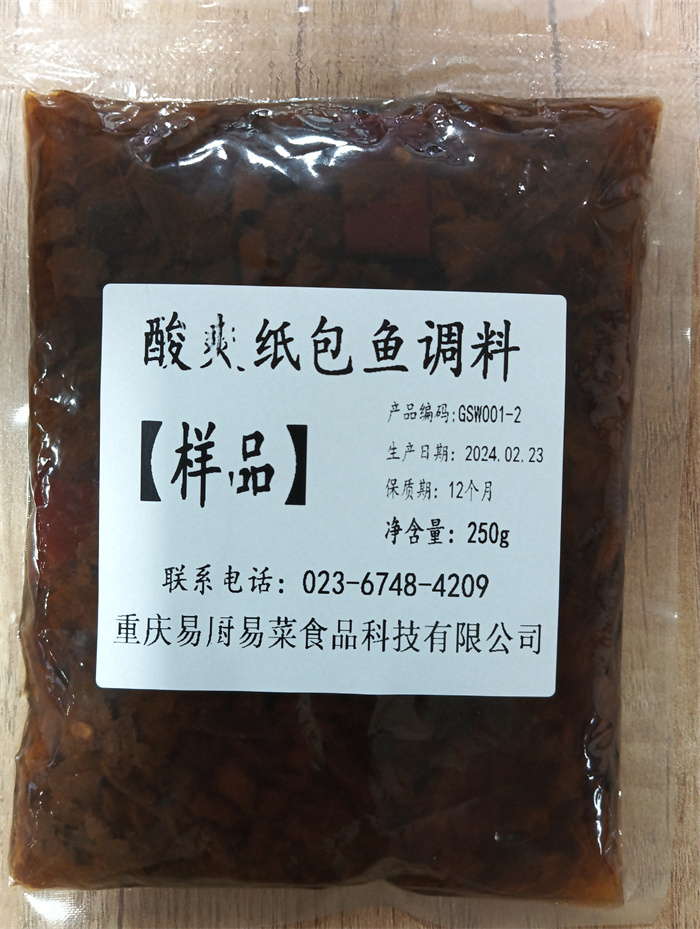 酸爽纸包鱼调料
【样品】
产品编码:GSW001-2
生产日期: 2024.02.23
保质期: 12个月
净含量: 250g
联系电话: 023-6748-4209
重庆易厨易菜食品科技有限公司